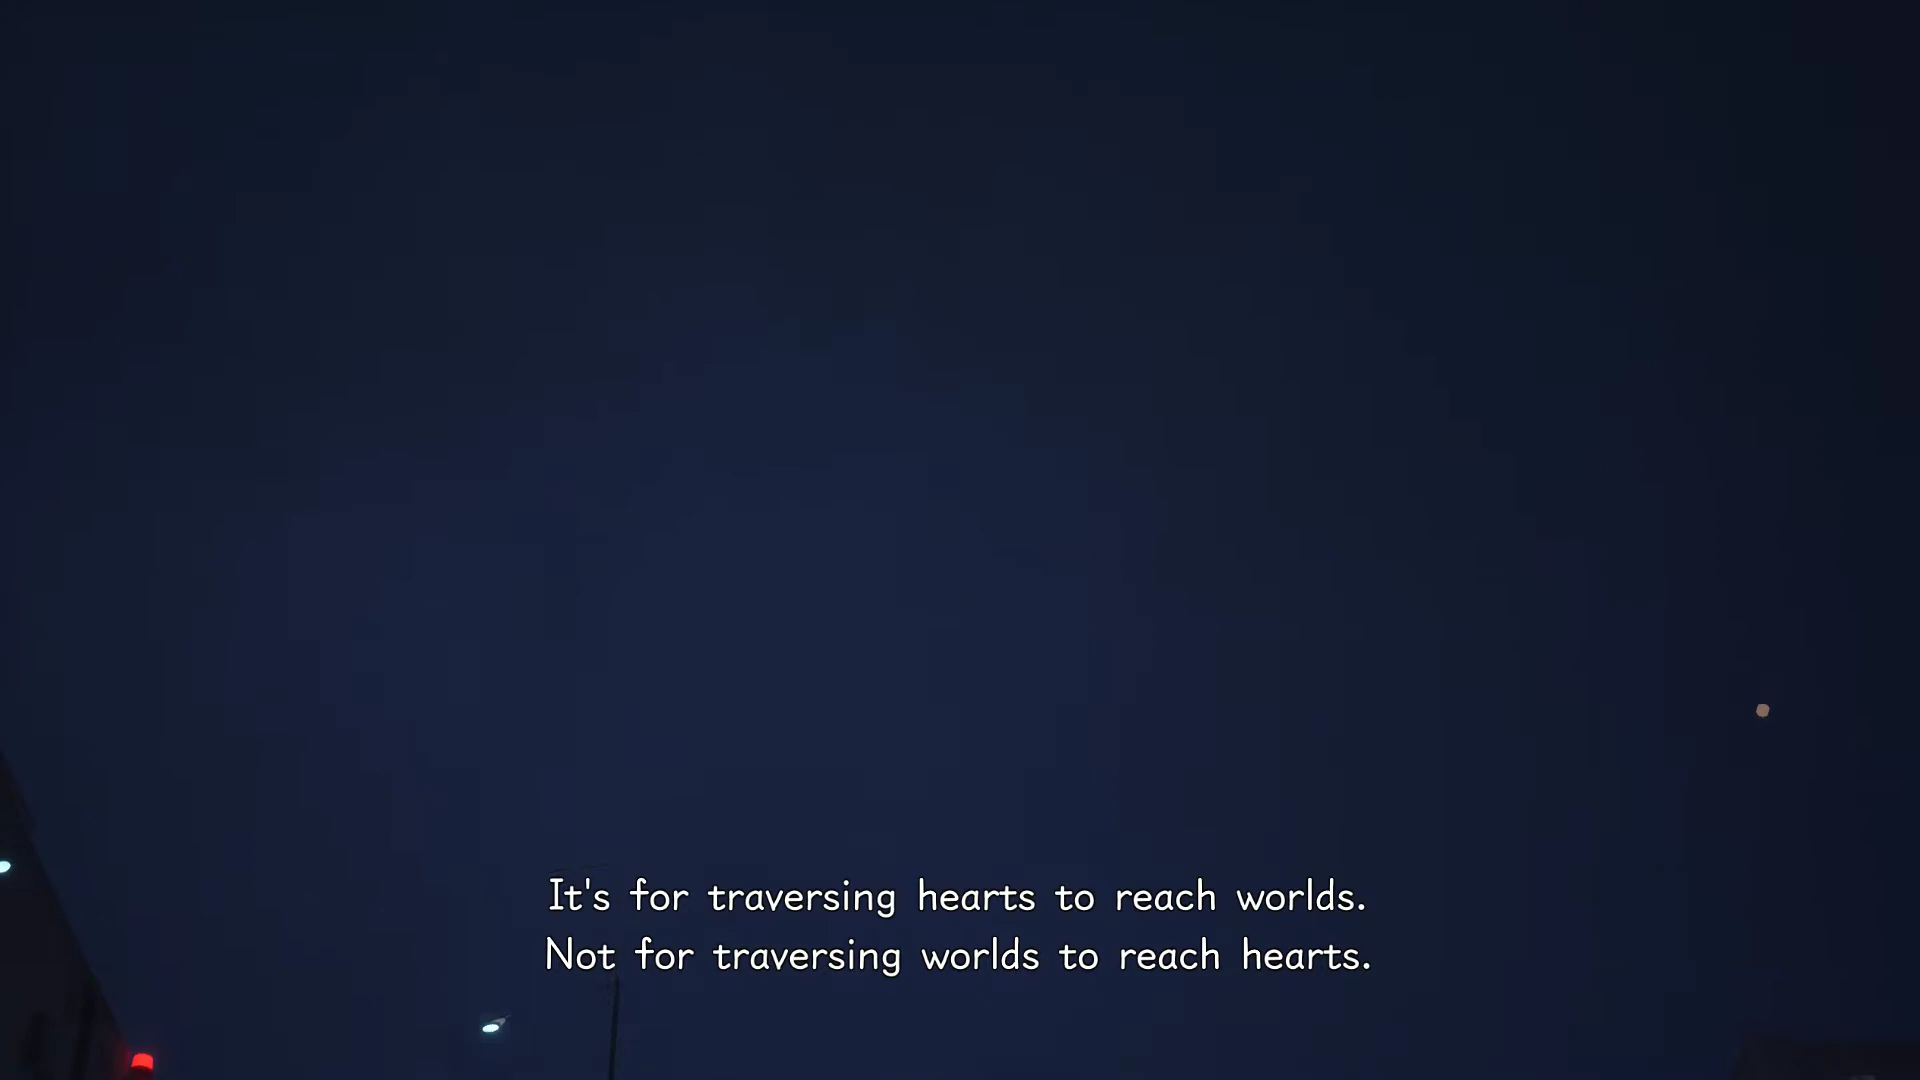 It's for traversing hearts to reach worlds.
Not for traversing worlds to reach hearts.